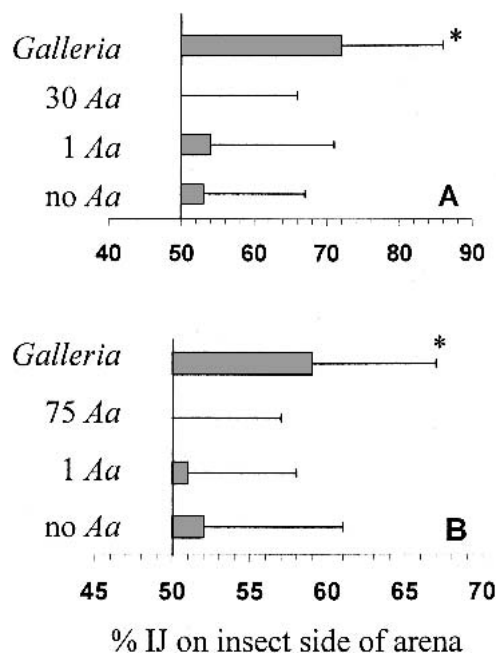 Galleria *
30 Aa
1 Aa
no Aa A
40 50 60 70 80 90
Galleria *
75 Aa
1 Aa
no Aa B
45 50 55 60 67 70
% IJ on insect side of arena